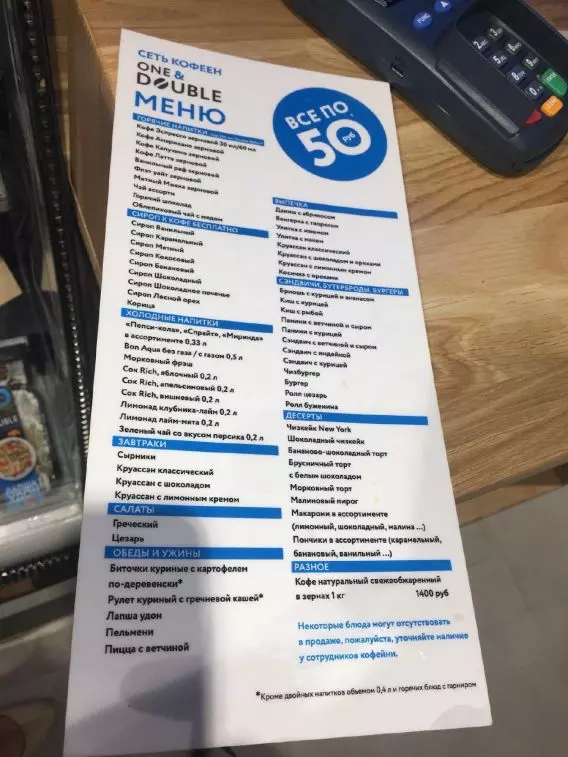 СЕТЬ КОФЕЕН
ONE &
DOUBLE
МЕНЮ
ВСЕ ПО
50 руб
ГОРЯЧИЕ НАПИТКИ
Кофе Эспрессо зерновой 30 мл/60 мл
Кофе Американо зерновой
Кофе Капучино зерновой
Кофе Латте зерновой
Ванильный раф зерновой
Флэт уайт зерновой
Мятный Мокка зерновой
Чай ассорти
Горячий шоколад
Облепиховый чай с медом
СИРОП К КОФЕ БЕСПЛАТНО
Сироп Ванильный
Сироп Карамельный
Сироп Мятный
Сироп Кокосовый
Сироп Банановый
Сироп Шоколадный
Сироп Шоколадное печенье
Сироп Лесной орех
Корица
ХОЛОДНЫЕ НАПИТКИ
«Пепси-кола», «Спрайт», «Миринда»
в ассортименте 0,33 л
Bon Aqua без газа / с газом 0,5 л
Морковный фрэш
Сок Rich, яблочный 0,2 л
Сок Rich, апельсиновый 0,2 л
Сок Rich, вишневый 0,2 л
Лимонад клубника-лайм 0,2 л
Лимонад лайм-мята 0,2 л
Зеленый чай со вкусом персика 0,2 л
ЗАВТРАКИ
Сырники
Круассан классический
Круассан с шоколадом
Круассан с лимонным кремом
САЛАТЫ
Греческий
Цезарь
ОБЕДЫ И УЖИНЫ
Биточки куриные с картофелем
по-деревенски*
Рулет куриный с гречневой кашей*
Лапша удон
Пельмени
Пицца с ветчиной
ВЫПЕЧКА
Даниш с абрикосом
Венгерка с творогом
Улитка с изюмом
Улитка с маком
Круассан классический
Круассан с шоколадом и орехами
Круассан с лимонным кремом
Косичка с орехами
СЭНДВИЧИ, БУТЕРБРОДЫ, БУРГЕРЫ
Бриошь с курицей и ананасом
Киш с курицей
Киш с рыбой
Панини с ветчиной и сыром
Панини с курицей
Сэндвич с ветчиной и сыром
Сэндвич с индейкой
Сэндвич с курицей
Чизбургер
Бургер
Ролл цезарь
Ролл буженина
ДЕСЕРТЫ
Чизкейк New York
Шоколадный чизкейк
Бананово-шоколадный торт
Брусничный торт
с белым шоколадом
Морковный торт
Малиновый пирог
Макарони в ассортименте
(лимонный, шоколадный, малина ...)
Пончики в ассортименте (карамельный,
банановый, ванильный ...)
РАЗНОЕ
Кофе натуральный свежеобжаренный
в зернах 1 кг 1400 руб
Некоторые блюда могут отсутствовать
в продаже, пожалуйста, уточняйте наличие
у сотрудников кофейни.
*Кроме двойных напитков объемом 0,4 л и горячих блюд с гарниром